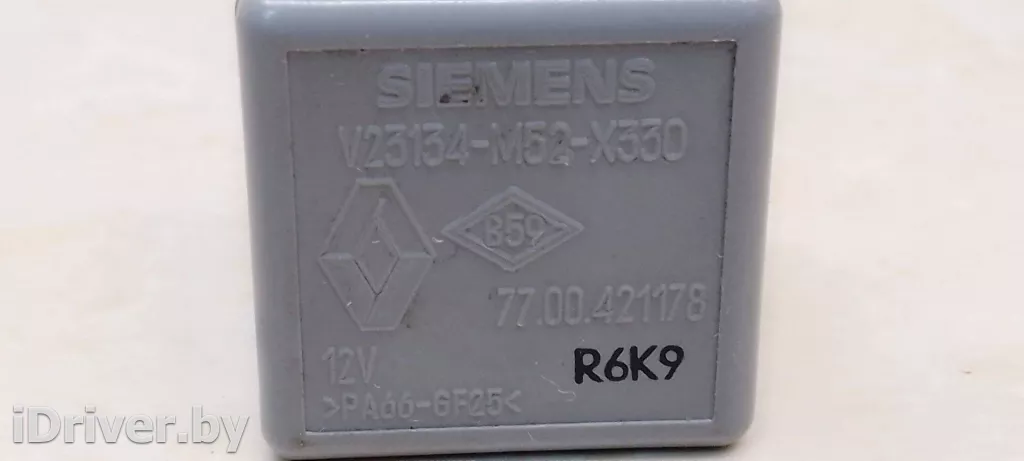 SIEMENS
V23134-M52-X330
B59
77.00.421178
12V
R6K9
>PA66-GF25<
iDriver.by